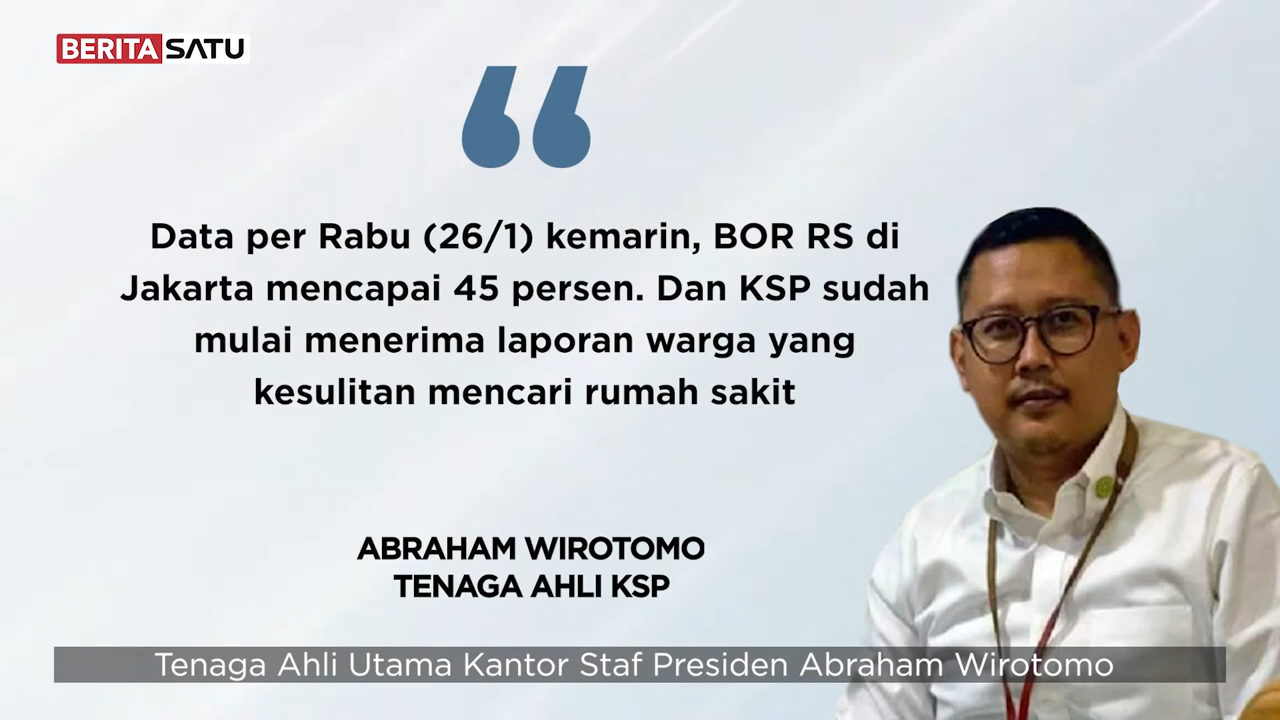 BERITA SATU
Data per Rabu (26/1) kemarin, BOR RS di
Jakarta mencapai 45 persen. Dan KSP sudah
mulai menerima laporan warga yang
kesulitan mencari rumah sakit
ABRAHAM WIROTOMO
TENAGA AHLI KSP
Tenaga Ahli Utama Kantor Staf Presiden Abraham Wirotomo